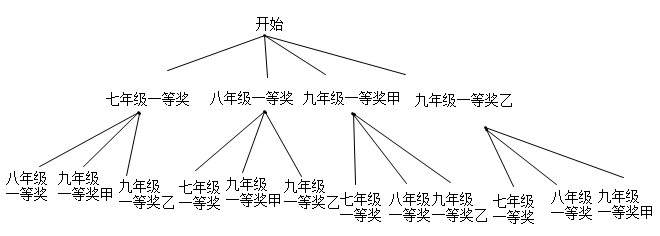 开始
七年级一等奖 八年级一等奖 九年级一等奖甲 九年级一等奖乙
八年级
一等奖
九年级
一等奖甲
九年级
一等奖乙
七年级
一等奖
九年级
一等奖甲
九年级
一等奖乙
七年级
一等奖
八年级
一等奖
九年级
一等奖乙
七年级
一等奖
八年级
一等奖
九年级
一等奖甲